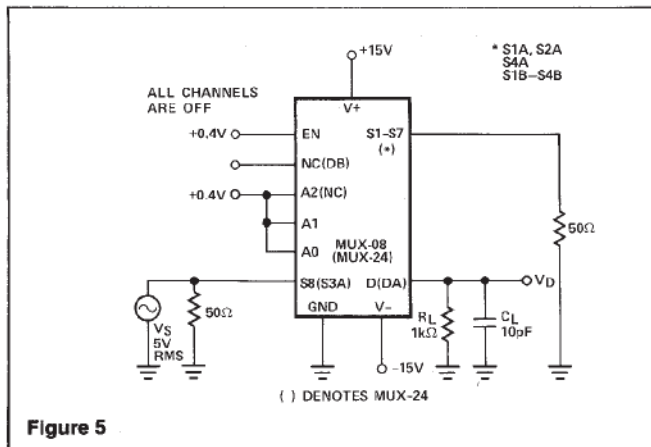 +15V
* S1A, S2A
S4A
S1B–S4B
ALL CHANNELS
ARE OFF
V+
+0.4V
EN
S1–S7
(*)
NC(DB)
+0.4V
A2(NC)
A1
50Ω
A0
MUX-08
(MUX-24)
S8(S3A)
D(DA)
VD
GND
V–
50Ω
VS
5V
RMS
RL
1kΩ
CL
10pF
–15V
( ) DENOTES MUX-24
Figure 5